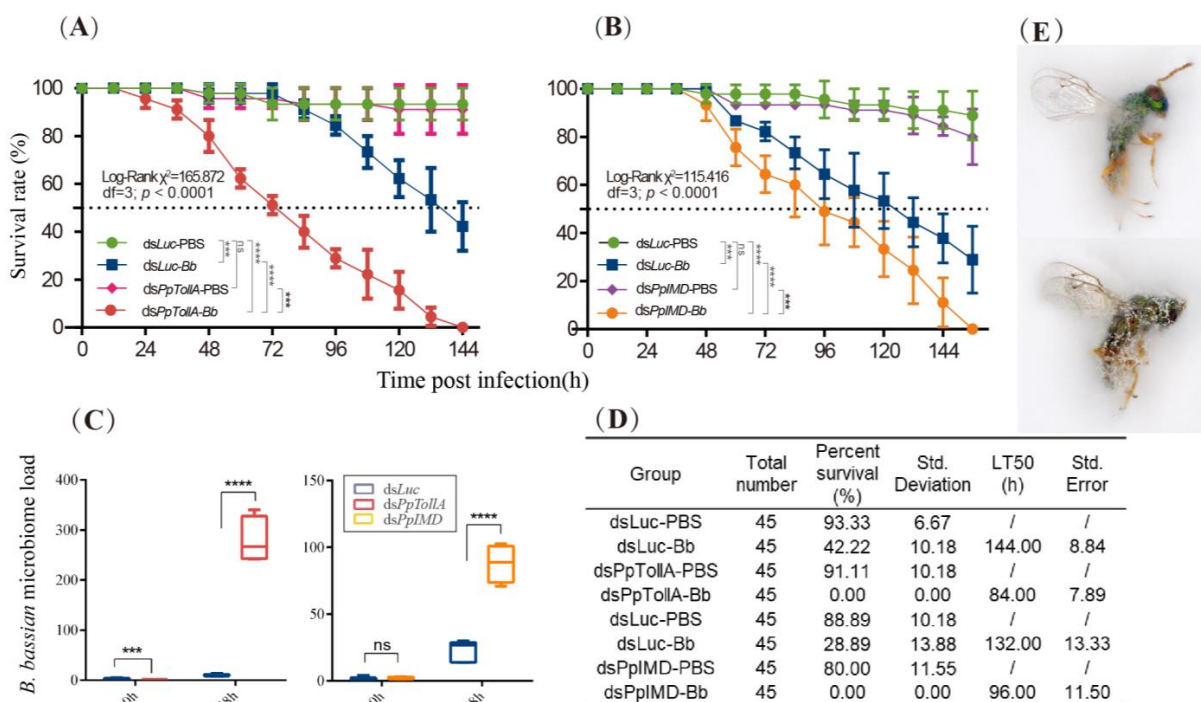 (A)
(B)
(E)
Survival rate (%)
100
80
60
40
20
0
Log-Rank χ²=165.872
df=3; p < 0.0001
dsLuc-PBS
dsLuc-Bb
dsPpTollA-PBS
dsPpTollA-Bb
***
ns
****
****
***
0 24 48 72 96 120 144
100
80
60
40
20
0
Log-Rank χ²=115.416
df=3; p < 0.0001
dsLuc-PBS
dsLuc-Bb
dsPpIMD-PBS
dsPpIMD-Bb
***
ns
****
****
***
0 24 48 72 96 120 144
Time post infection(h)
(C)
(D)
B. bassian microbiome load
400
300
200
100
0
***
****
150
100
50
0
dsLuc
dsPpTollA
dsPpIMD
ns
****
Group Total number Percent survival (%) Std. Deviation LT50 (h) Std. Error
dsLuc-PBS 45 93.33 6.67 / /
dsLuc-Bb 45 42.22 10.18 144.00 8.84
dsPpTollA-PBS 45 91.11 10.18 / /
dsPpTollA-Bb 45 0.00 0.00 84.00 7.89
dsLuc-PBS 45 88.89 10.18 / /
dsLuc-Bb 45 28.89 13.88 132.00 13.33
dsPpIMD-PBS 45 80.00 11.55 / /
dsPpIMD-Bb 45 0.00 0.00 96.00 11.50